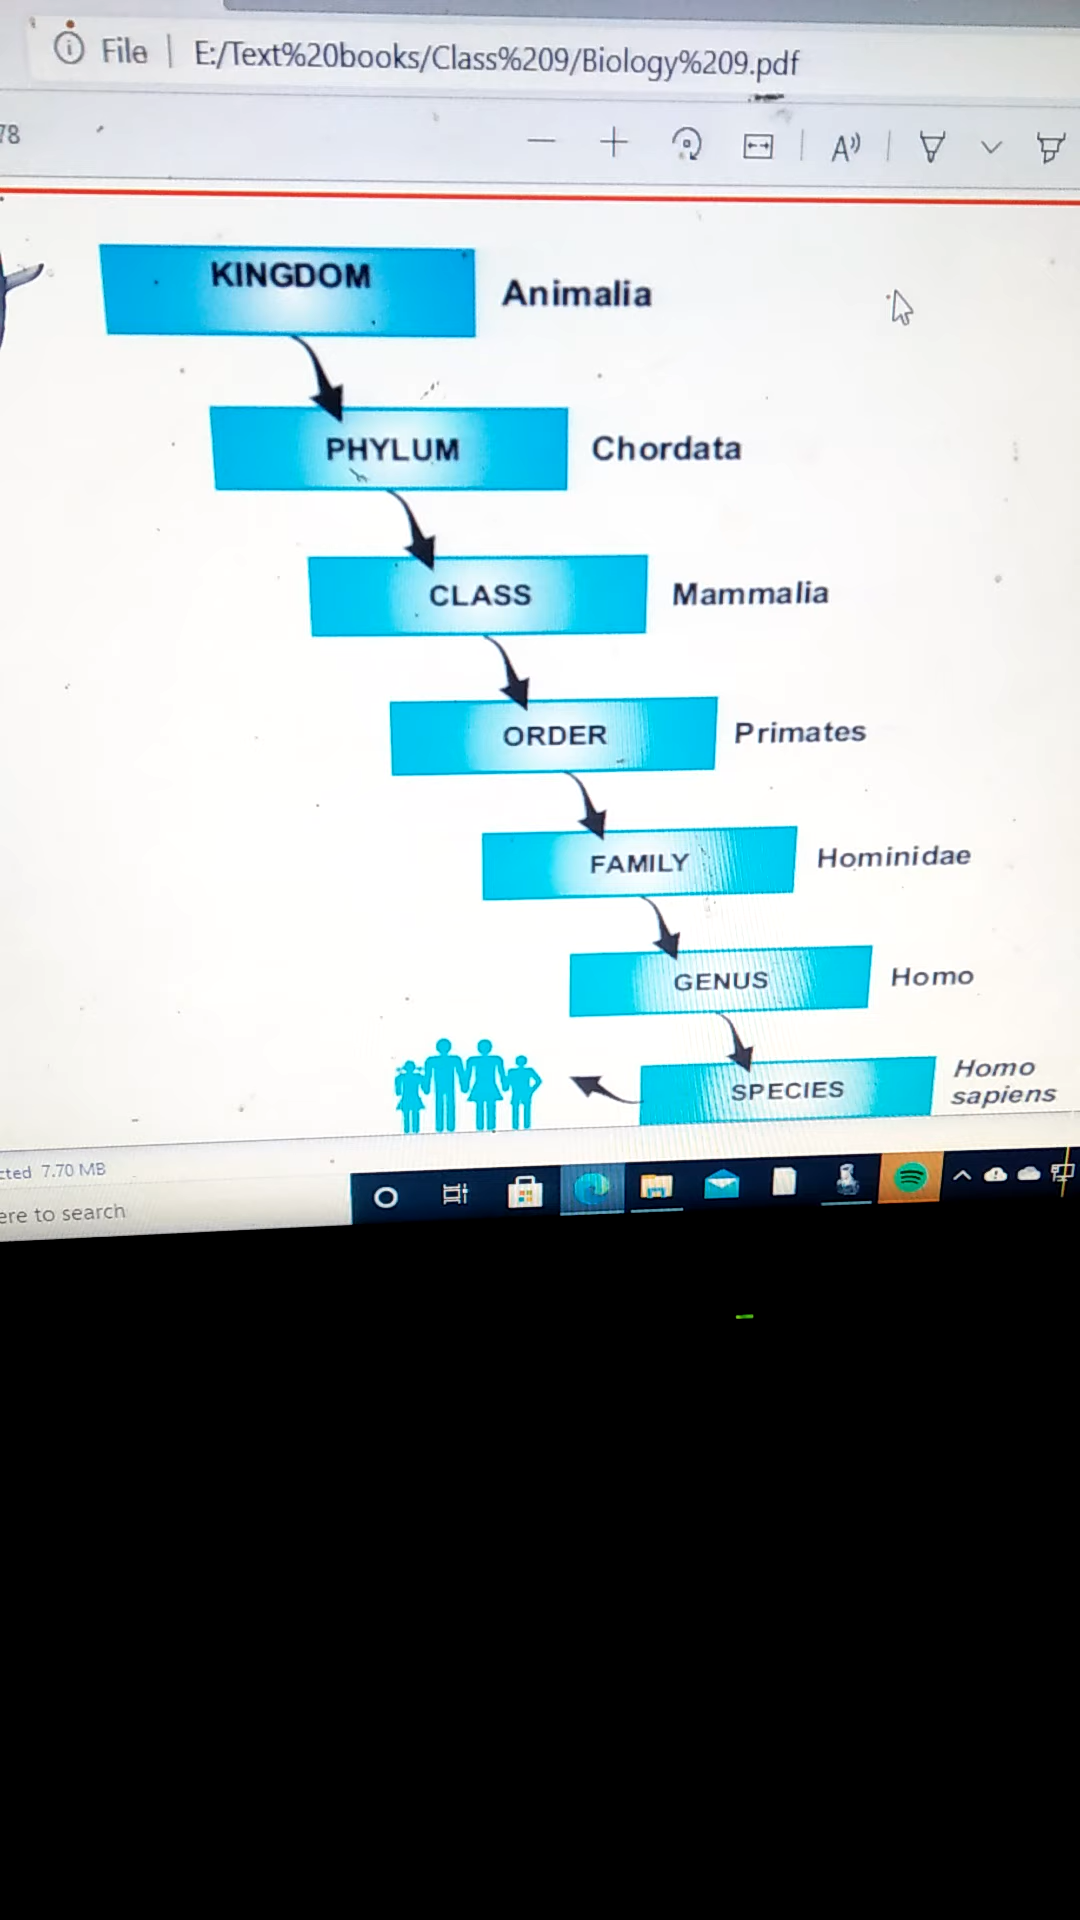 File | E:/Text%20books/Class%209/Biology%209.pdf
78
KINGDOM Animalia
PHYLUM Chordata
CLASS Mammalia
ORDER Primates
FAMILY Hominidae
GENUS Homo
SPECIES Homo sapiens
cted 7.70 MB
ere to search